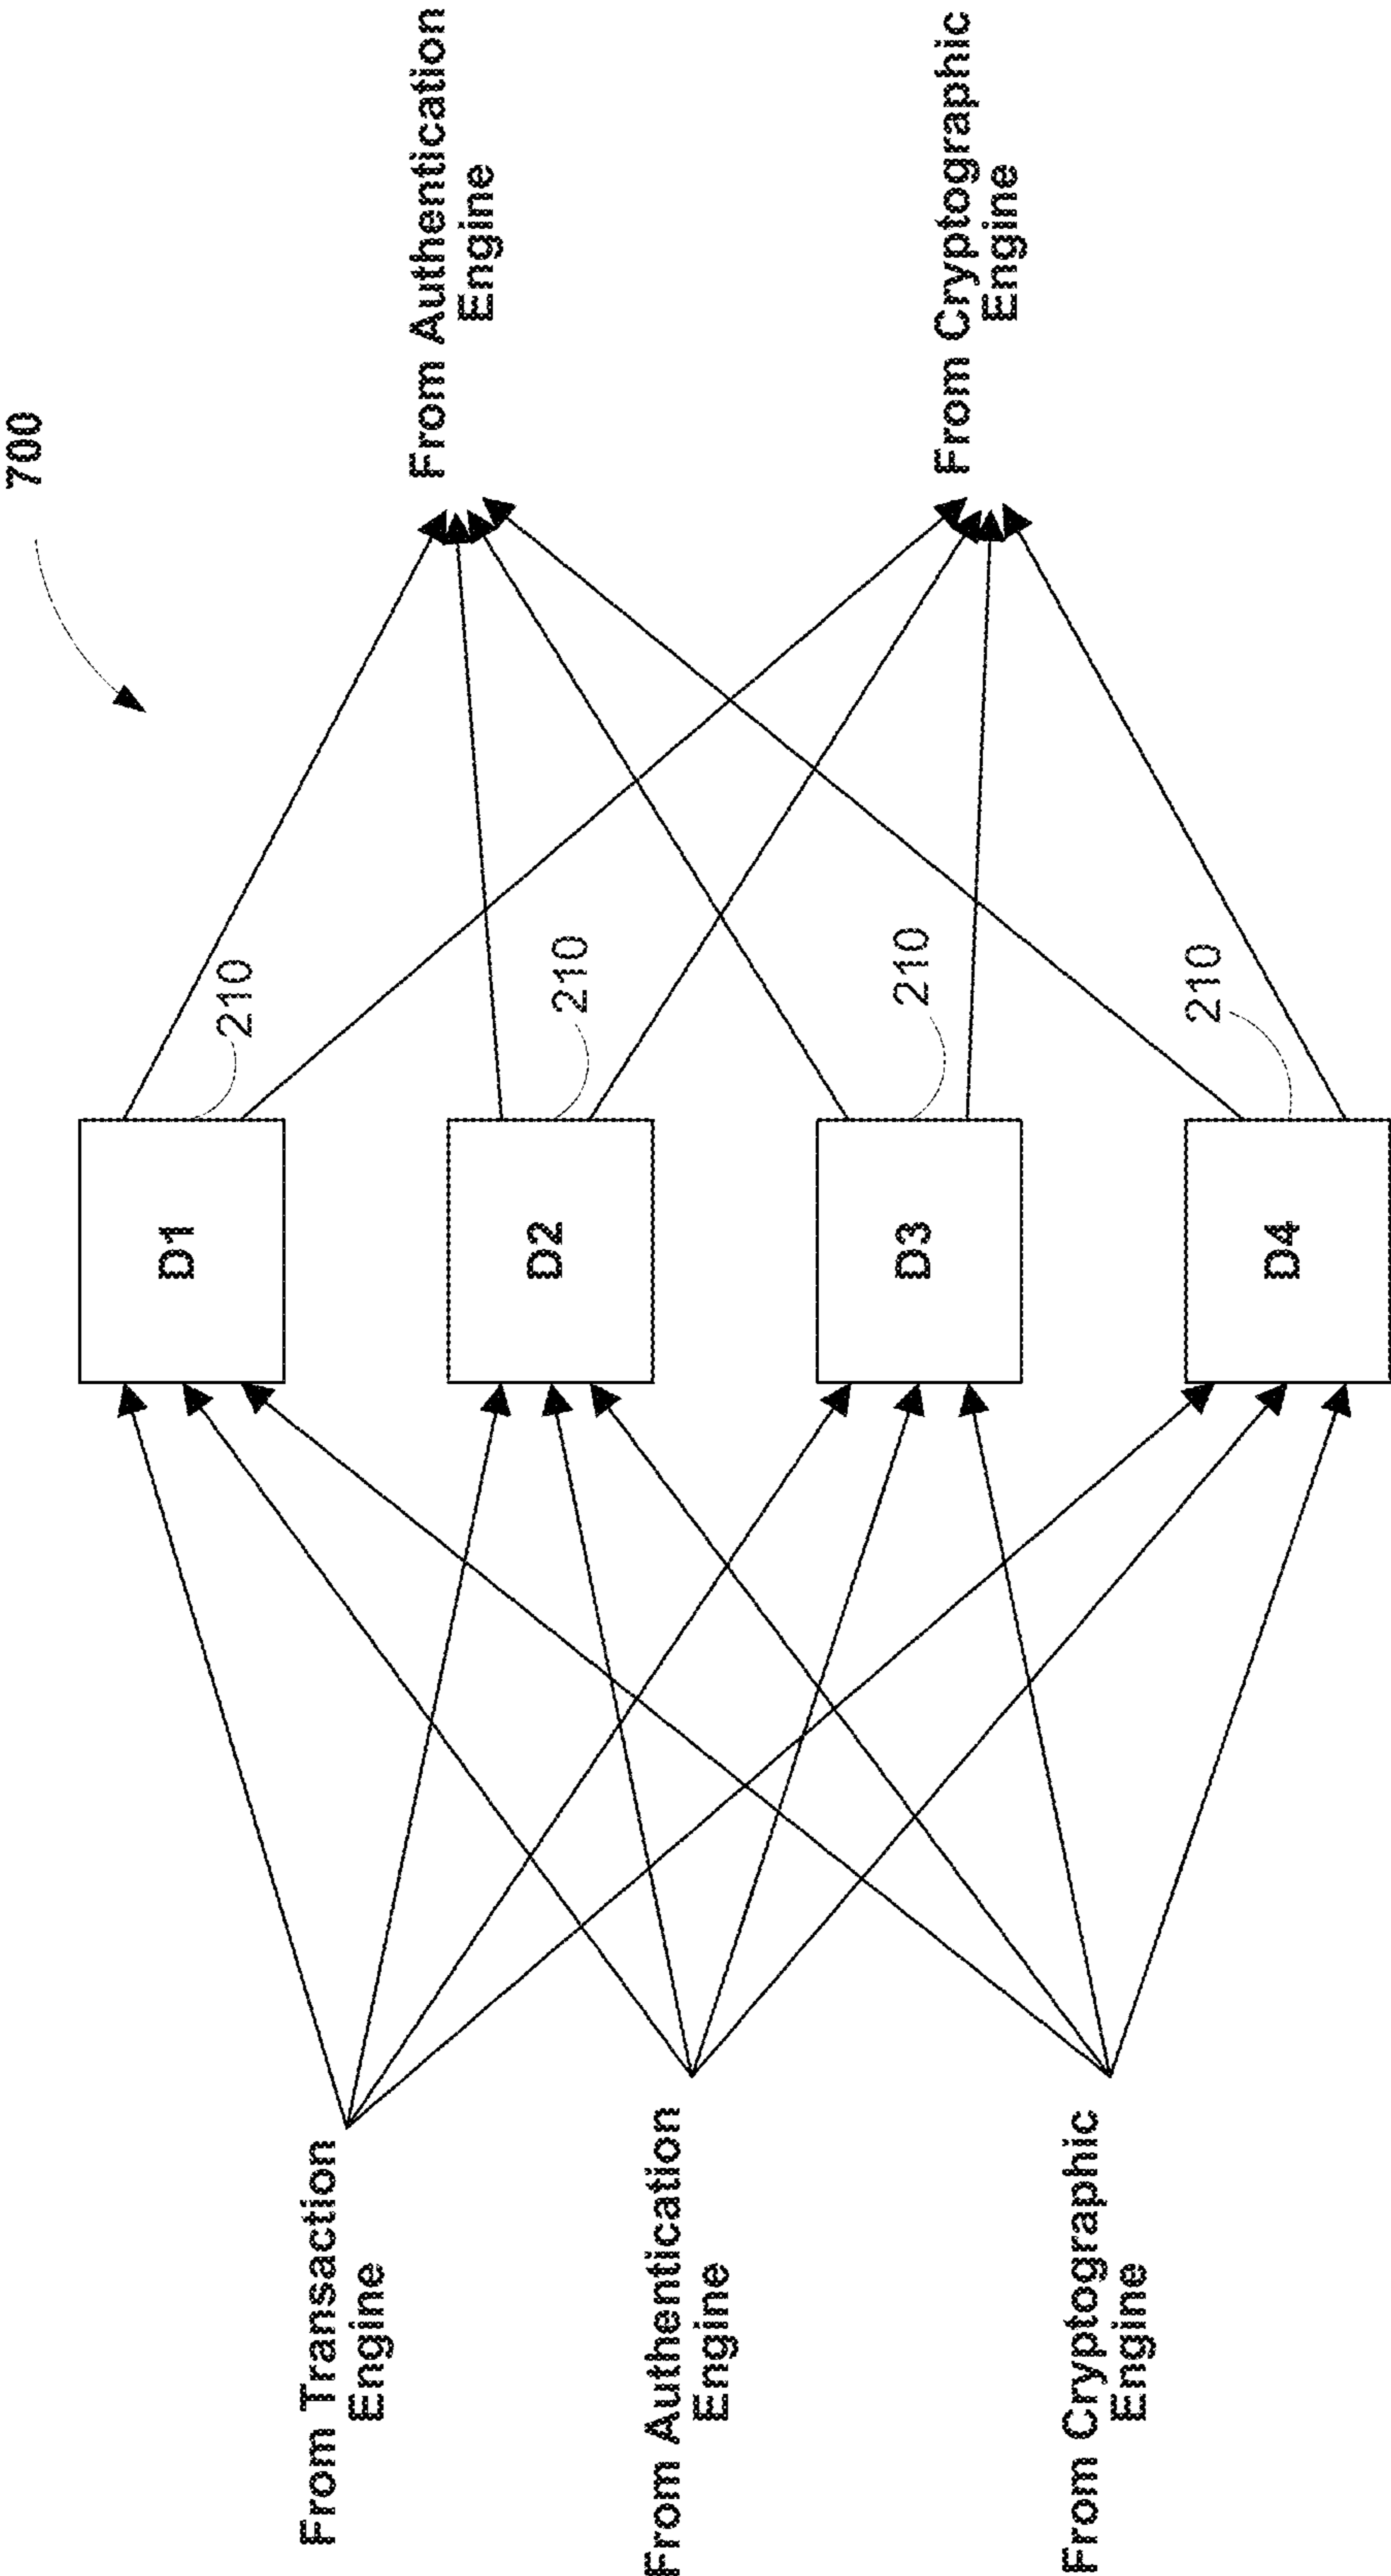 700
From Transaction
Engine
From Authentication
Engine
From Cryptographic
Engine
D1
210
D2
210
D3
210
D4
210
From Authentication
Engine
From Cryptographic
Engine